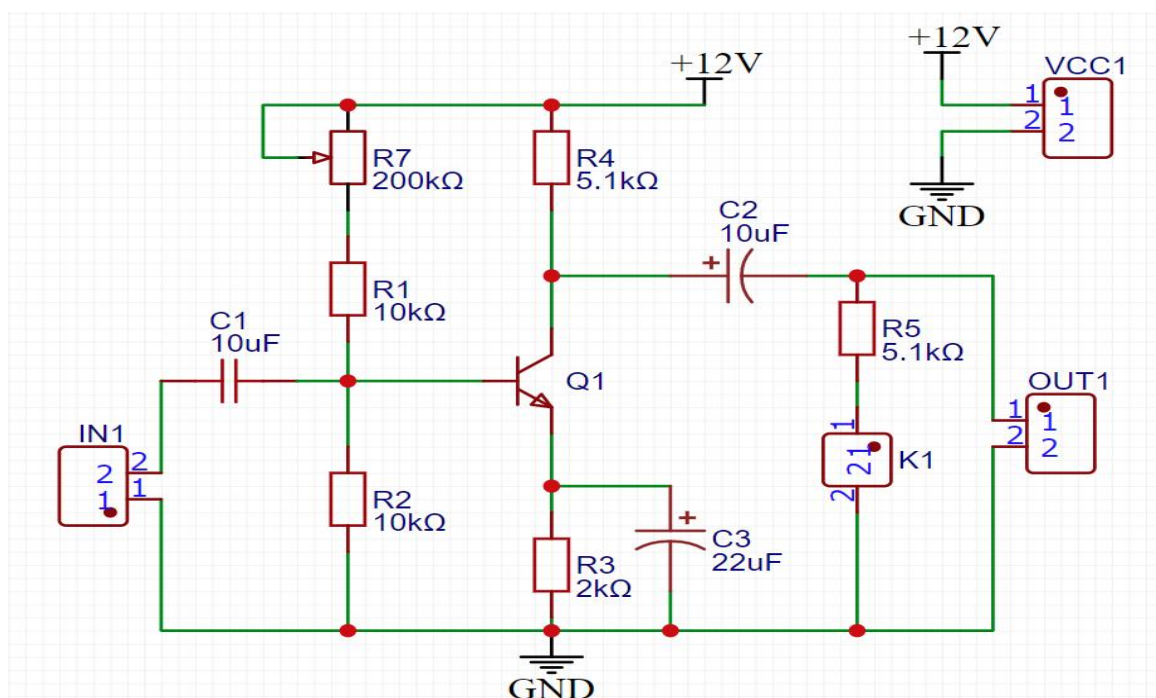 +12V
+12V
VCC1
1
1
2
2
R7
200kΩ
R4
5.1kΩ
GND
C2
10uF
+
R1
10kΩ
C1
10uF
R5
5.1kΩ
Q1
OUT1
1
1
2
2
IN1
2
2
1
1
1
21
K1
2
R2
10kΩ
+
C3
22uF
R3
2kΩ
GND